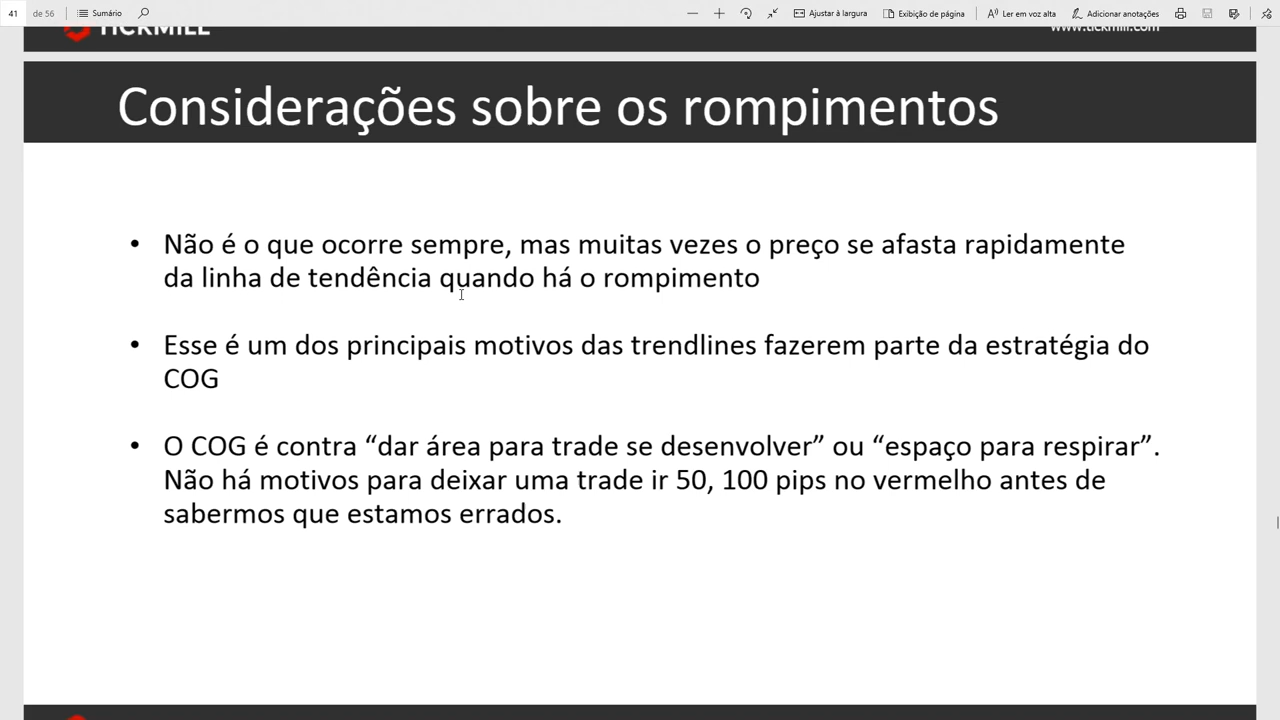 41 de 56 Sumário Ajustar à largura Exibição de página Ler em voz alta Adicionar anotações
TICKMILL www.tickmill.com
Considerações sobre os rompimentos
• Não é o que ocorre sempre, mas muitas vezes o preço se afasta rapidamente
da linha de tendência quando há o rompimento
• Esse é um dos principais motivos das trendlines fazerem parte da estratégia do
COG
• O COG é contra “dar área para trade se desenvolver” ou “espaço para respirar”.
Não há motivos para deixar uma trade ir 50, 100 pips no vermelho antes de
sabermos que estamos errados.